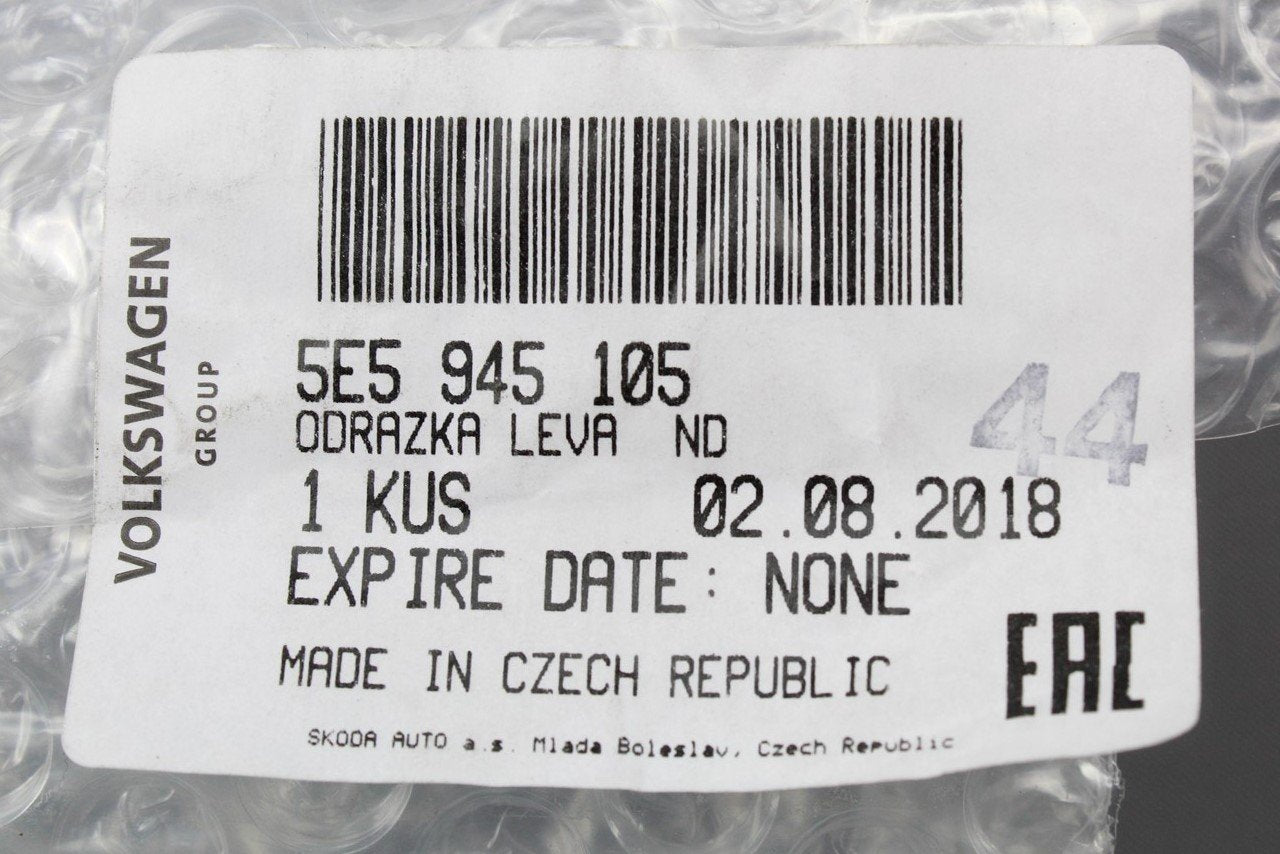 VOLKSWAGEN
GROUP
5E5 945 105
ODRAZKA LEVA ND
44
1 KUS 02.08.2018
EXPIRE DATE: NONE
EAC
MADE IN CZECH REPUBLIC
SKODA AUTO a.s. Mlada Boleslav, Czech Republic